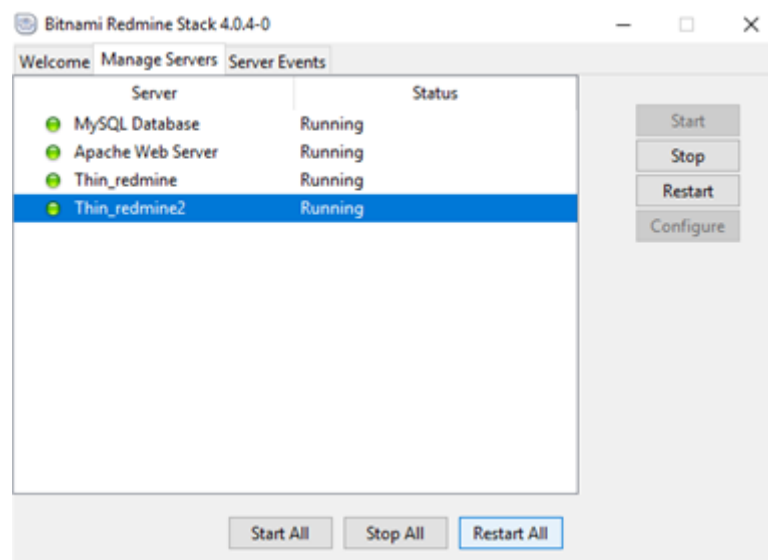 Bitnami Redmine Stack 4.0.4-0
Welcome Manage Servers Server Events
Server Status
MySQL Database Running
Apache Web Server Running
Thin_redmine Running
Thin_redmine2 Running
Start
Stop
Restart
Configure
Start All Stop All Restart All